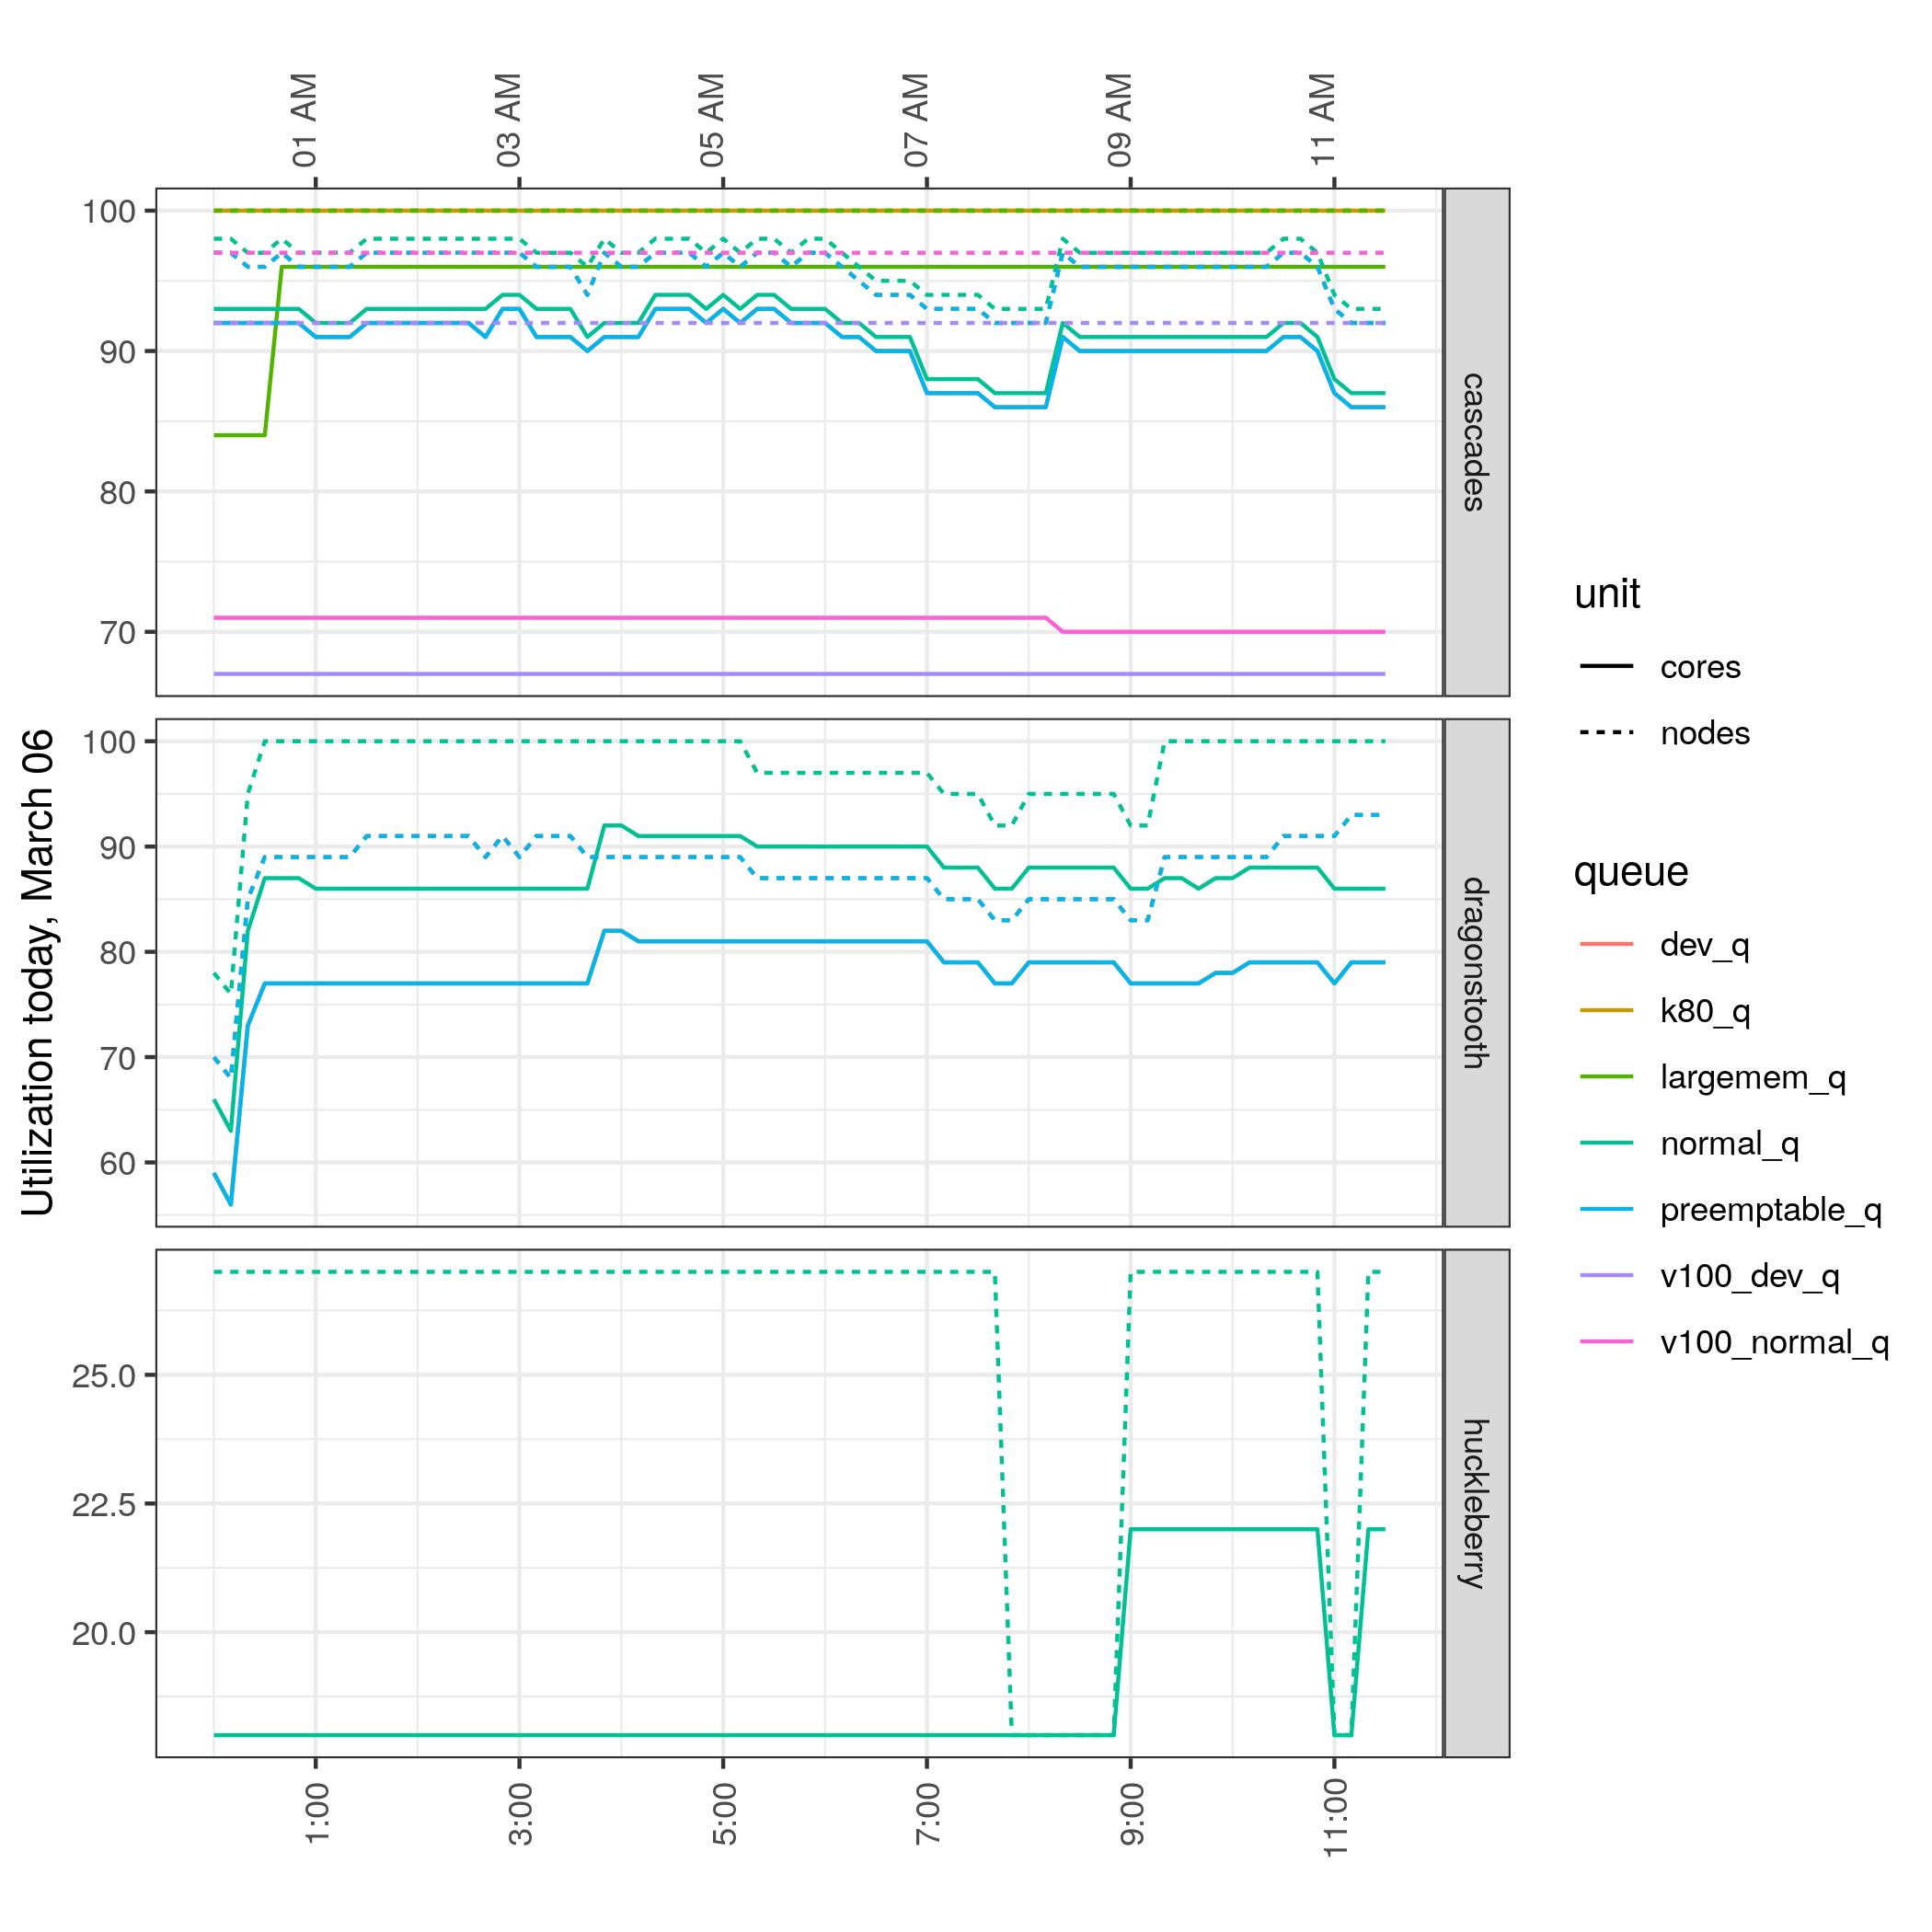 01 AM
03 AM
05 AM
07 AM
09 AM
11 AM
Utilization today, March 06
100
90
80
70
cascades
100
90
80
70
60
dragonstooth
25.0
22.5
20.0
huckleberry
1:00
3:00
5:00
7:00
9:00
11:00
unit
cores
nodes
queue
dev_q
k80_q
largemem_q
normal_q
preemptable_q
v100_dev_q
v100_normal_q